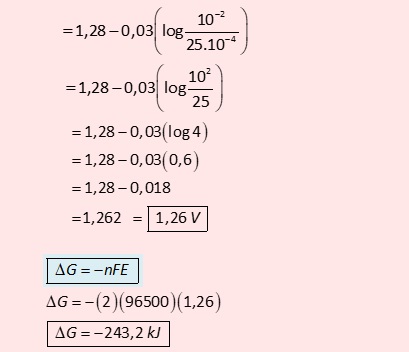 =1,28−0,03(log 10⁻²/25.10⁻⁴)
=1,28−0,03(log 10²/25)
=1,28−0,03(log4)
=1,28−0,03(0,6)
=1,28−0,018
=1,262 = 1,26 V
ΔG=−nFE
ΔG=−(2)(96500)(1,26)
ΔG=−243,2 kJ